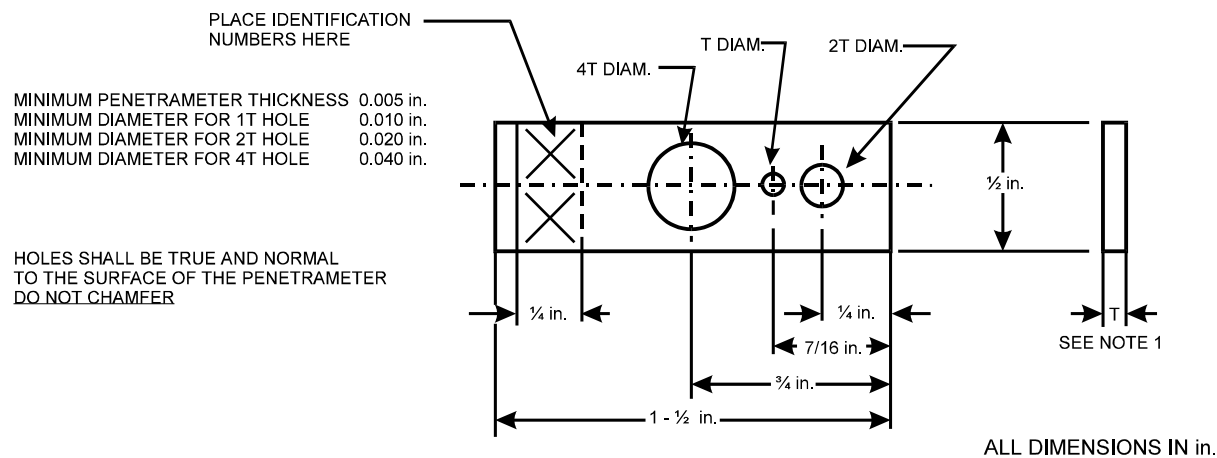 PLACE IDENTIFICATION
NUMBERS HERE
T DIAM.
2T DIAM.
4T DIAM.
MINIMUM PENETRAMETER THICKNESS 0.005 in.
MINIMUM DIAMETER FOR 1T HOLE 0.010 in.
MINIMUM DIAMETER FOR 2T HOLE 0.020 in.
MINIMUM DIAMETER FOR 4T HOLE 0.040 in.
½ in.
HOLES SHALL BE TRUE AND NORMAL
TO THE SURFACE OF THE PENETRAMETER
DO NOT CHAMFER
¼ in.
¼ in.
T
7/16 in.
SEE NOTE 1
¾ in.
1 - ½ in.
ALL DIMENSIONS IN in.